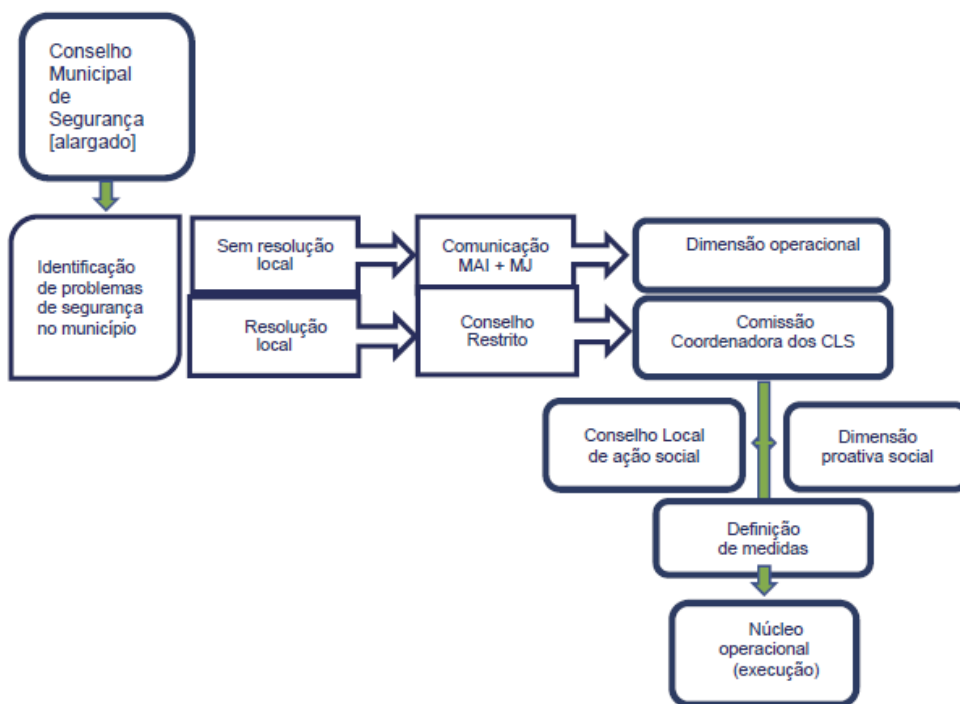 Conselho
Municipal
de
Segurança
[alargado]
Identificação
de problemas
de segurança
no município
Sem resolução
local
Comunicação
MAI + MJ
Dimensão operacional
Resolução
local
Conselho
Restrito
Comissão
Coordenadora dos CLS
Conselho Local
de ação social
Dimensão
proativa social
Definição
de medidas
Núcleo
operacional
(execução)